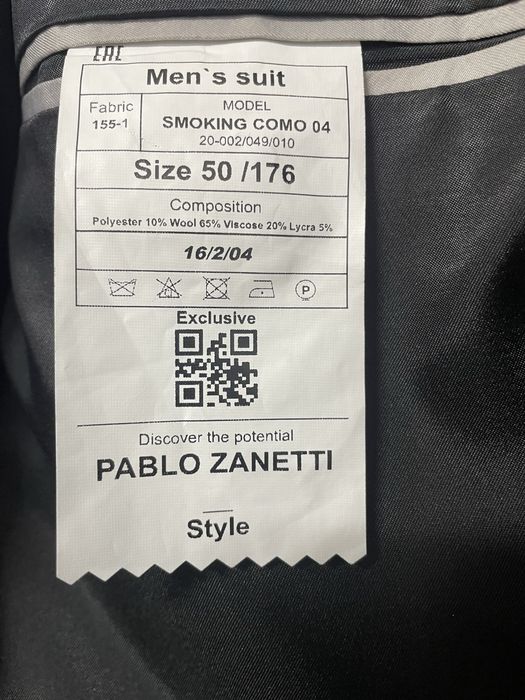 EAC
Men`s suit
Fabric
155-1
MODEL
SMOKING COMO 04
20-002/049/010
Size 50 /176
Composition
Polyester 10% Wool 65% Viscose 20% Lycra 5%
16/2/04
P
Exclusive
Discover the potential
PABLO ZANETTI
Style